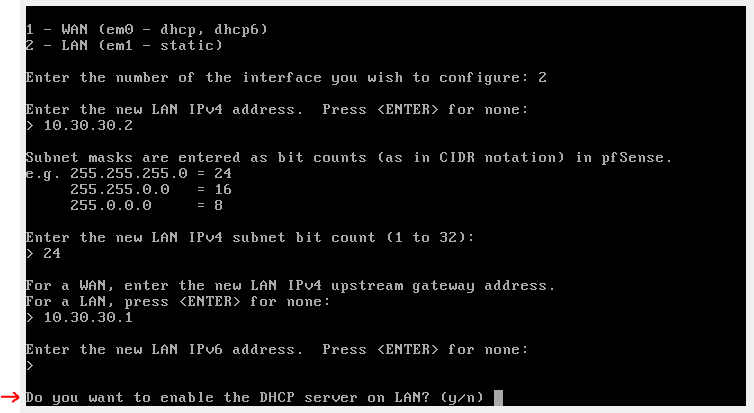 1 - WAN (em0 - dhcp, dhcp6)
2 - LAN (em1 - static)
Enter the number of the interface you wish to configure: 2
Enter the new LAN IPv4 address.  Press <ENTER> for none:
> 10.30.30.2
Subnet masks are entered as bit counts (as in CIDR notation) in pfSense.
e.g. 255.255.255.0 = 24
     255.255.0.0   = 16
     255.0.0.0     = 8
Enter the new LAN IPv4 subnet bit count (1 to 32):
> 24
For a WAN, enter the new LAN IPv4 upstream gateway address.
For a LAN, press <ENTER> for none:
> 10.30.30.1
Enter the new LAN IPv6 address.  Press <ENTER> for none:
>
Do you want to enable the DHCP server on LAN? (y/n)